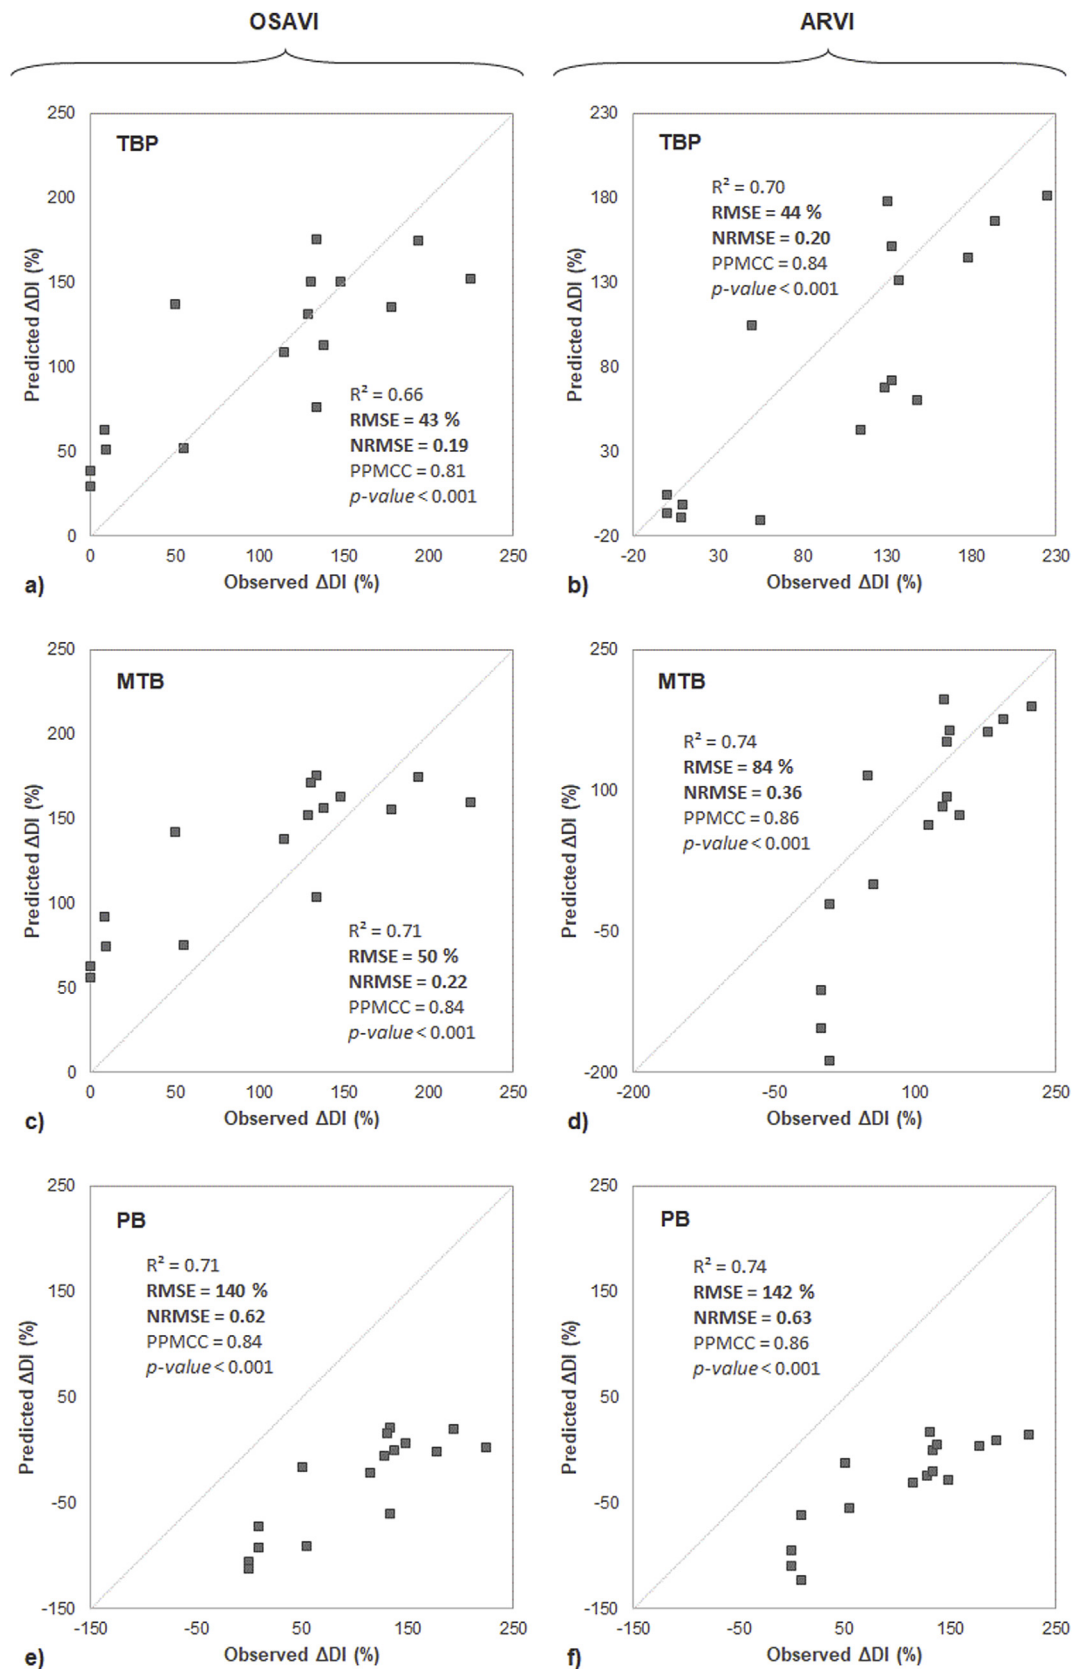 OSAVI
ARVI
TBP
250
200
150
100
50
0
Predicted ΔDI (%)
R² = 0.66
RMSE = 43 %
NRMSE = 0.19
PPMCC = 0.81
p-value < 0.001
0 50 100 150 200 250
Observed ΔDI (%)
a)
TBP
230
180
130
80
30
-20
Predicted ΔDI (%)
R² = 0.70
RMSE = 44 %
NRMSE = 0.20
PPMCC = 0.84
p-value < 0.001
-20 30 80 130 180 230
Observed ΔDI (%)
b)
MTB
250
200
150
100
50
0
Predicted ΔDI (%)
R² = 0.71
RMSE = 50 %
NRMSE = 0.22
PPMCC = 0.84
p-value < 0.001
0 50 100 150 200 250
Observed ΔDI (%)
c)
MTB
250
100
-50
-200
Predicted ΔDI (%)
R² = 0.74
RMSE = 84 %
NRMSE = 0.36
PPMCC = 0.86
p-value < 0.001
-200 -50 100 250
Observed ΔDI (%)
d)
PB
250
150
50
-50
-150
Predicted ΔDI (%)
R² = 0.71
RMSE = 140 %
NRMSE = 0.62
PPMCC = 0.84
p-value < 0.001
-150 -50 50 150 250
Observed ΔDI (%)
e)
PB
250
150
50
-50
-150
Predicted ΔDI (%)
R² = 0.74
RMSE = 142 %
NRMSE = 0.63
PPMCC = 0.86
p-value < 0.001
-150 -50 50 150 250
Observed ΔDI (%)
f)